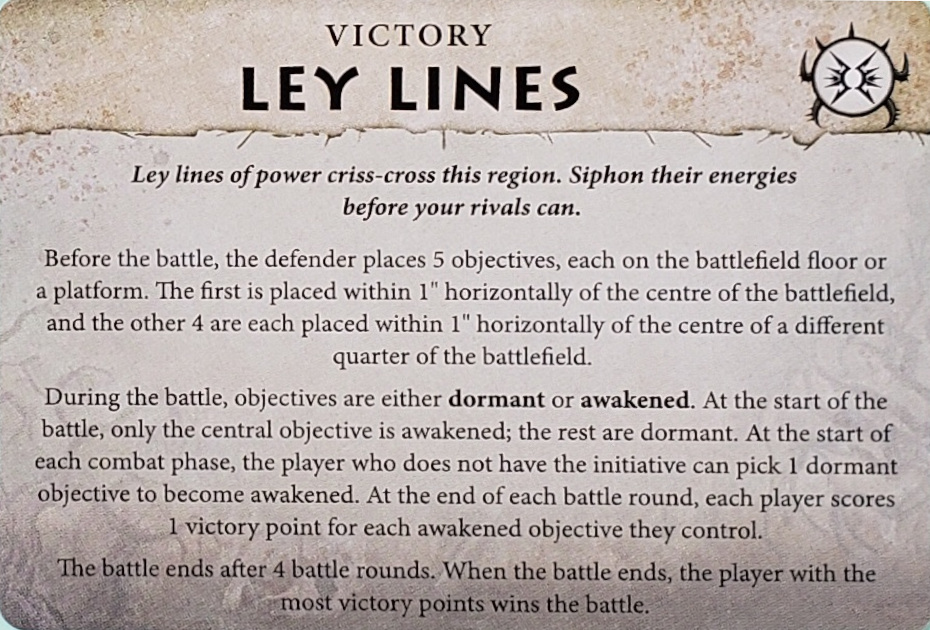 VICTORY
LEY LINES
Ley lines of power criss-cross this region. Siphon their energies
before your rivals can.
Before the battle, the defender places 5 objectives, each on the battlefield floor or
a platform. The first is placed within 1" horizontally of the centre of the battlefield,
and the other 4 are each placed within 1" horizontally of the centre of a different
quarter of the battlefield.
During the battle, objectives are either dormant or awakened. At the start of the
battle, only the central objective is awakened; the rest are dormant. At the start of
each combat phase, the player who does not have the initiative can pick 1 dormant
objective to become awakened. At the end of each battle round, each player scores
1 victory point for each awakened objective they control.
The battle ends after 4 battle rounds. When the battle ends, the player with the
most victory points wins the battle.